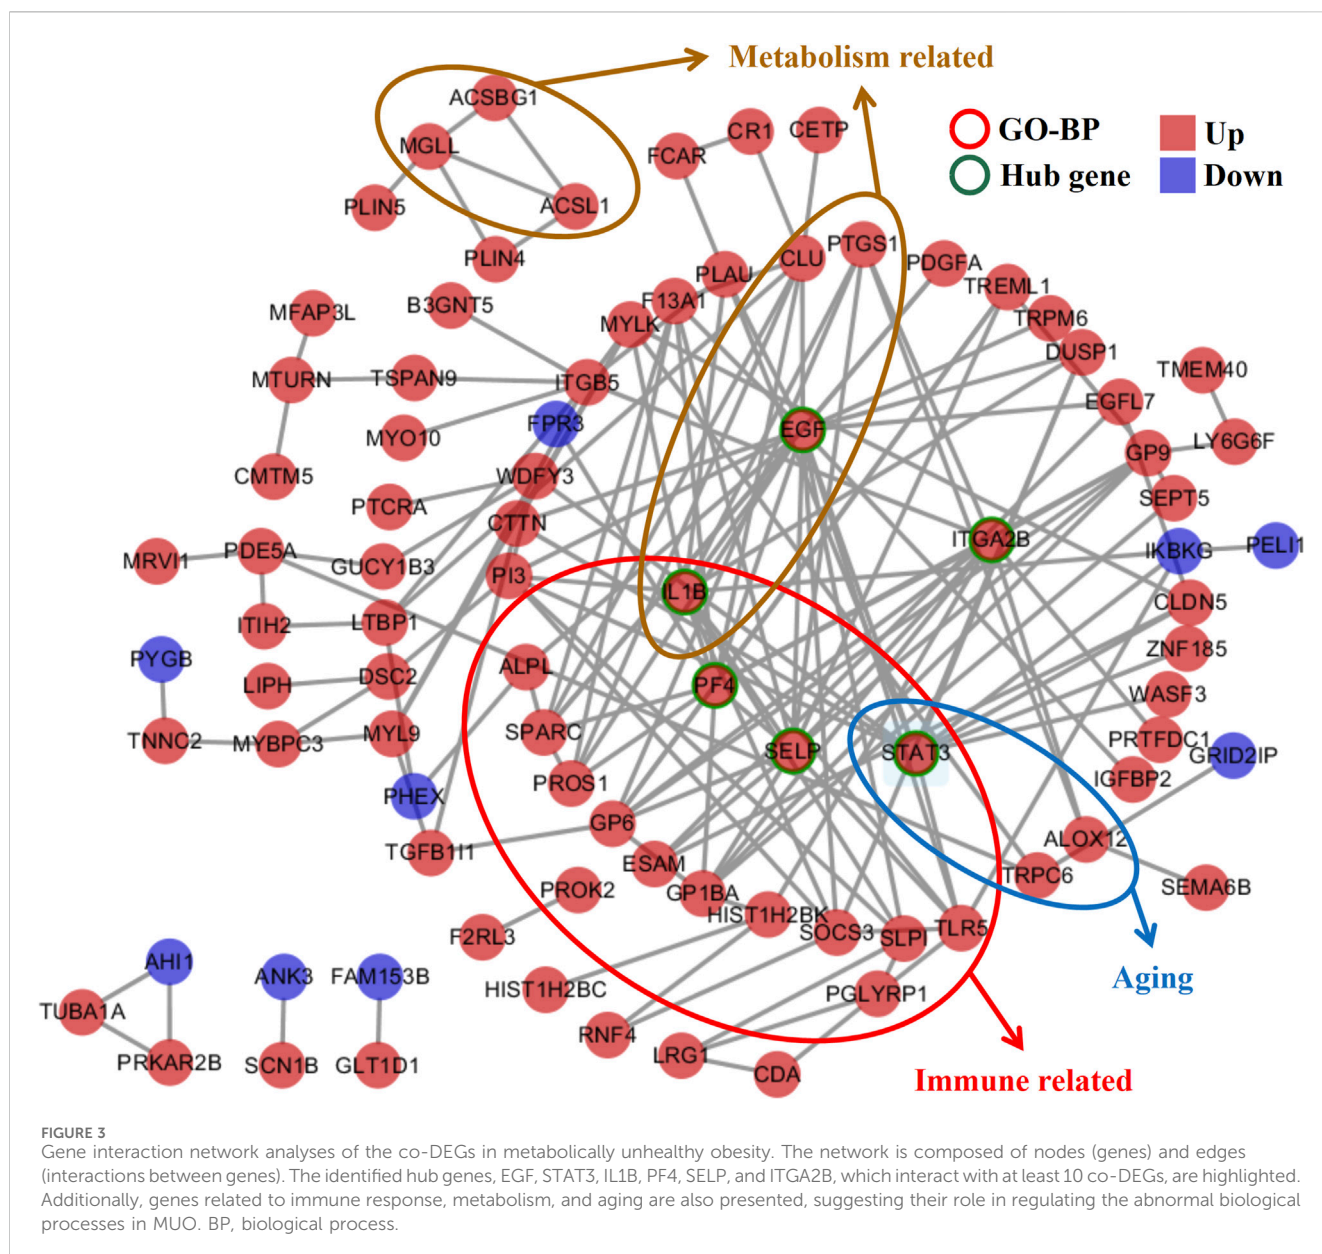 Metabolism related
ACSBG1
MGLL
ACSL1
PLIN5
PLIN4
FCAR
CR1
CETP
GO-BP
Up
Hub gene
Down
PLAU
CLU
PTGS1
PDGFA
TREML1
TRPM6
DUSP1
EGFL7
TMEM40
LY6G6F
GP9
SEPT5
MFAP3L
B3GNT5
F13A1
MYLK
MTURN
TSPAN9
ITGB5
FPR3
EGF
MYO10
CMTM5
WDFY3
PTCRA
CTTN
ITGA2B
IKBKG
PELI1
MRVI1
PDE5A
GUCY1B3
PI3
IL1B
CLDN5
ITIH2
LTBP1
ZNF185
PYGB
LIPH
DSC2
ALPL
PF4
WASF3
TNNC2
MYBPC3
MYL9
SPARC
SELP
STAT3
PRTFDC1
GRID2IP
PHEX
PROS1
IGFBP2
GP6
TGFB1I1
ESAM
ALOX12
TRPC6
SEMA6B
PROK2
GP1BA
HIST1H2BK
F2RL3
SOCS3
SLPI
TLR5
AHI1
ANK3
FAM153B
HIST1H2BC
PGLYRP1
Aging
TUBA1A
PRKAR2B
SCN1B
GLT1D1
RNF4
LRG1
CDA
Immune related
FIGURE 3
Gene interaction network analyses of the co-DEGs in metabolically unhealthy obesity. The network is composed of nodes (genes) and edges
(interactions between genes). The identified hub genes, EGF, STAT3, IL1B, PF4, SELP, and ITGA2B, which interact with at least 10 co-DEGs, are highlighted.
Additionally, genes related to immune response, metabolism, and aging are also presented, suggesting their role in regulating the abnormal biological
processes in MUO. BP, biological process.